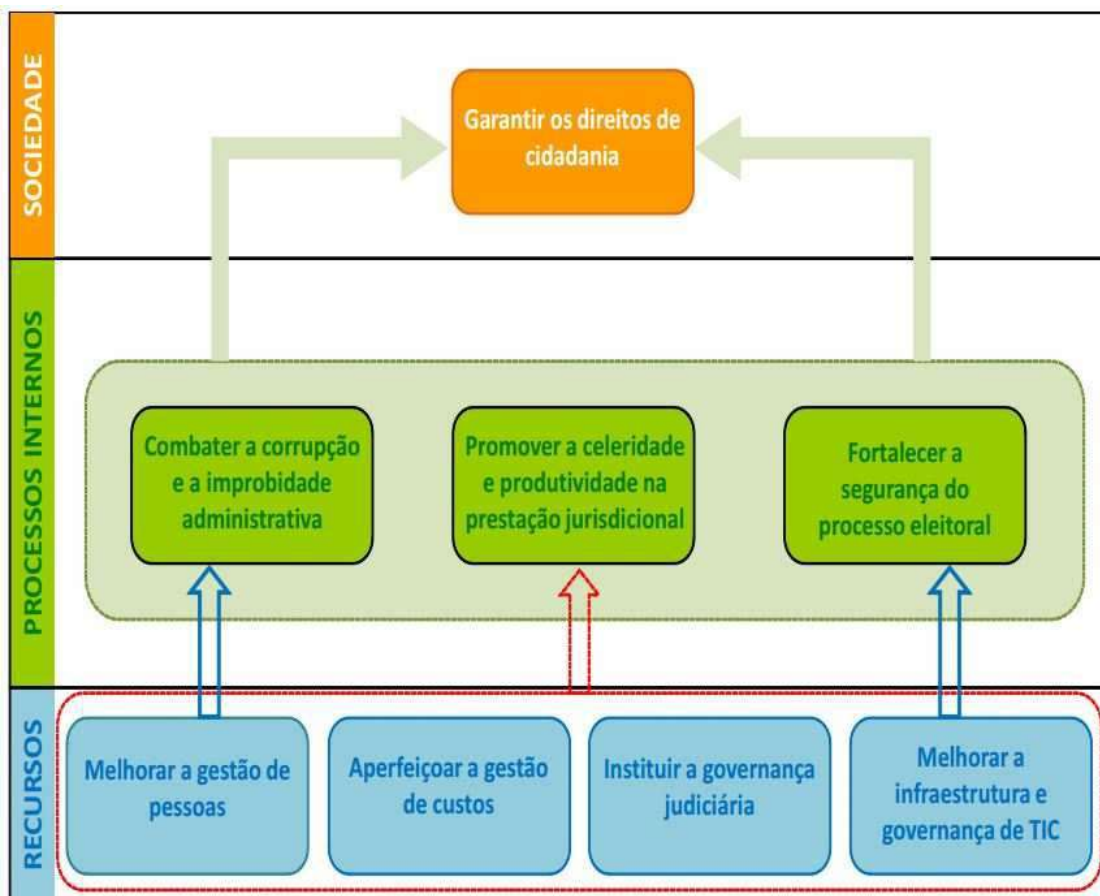 SOCIEDADE
Garantir os direitos de
cidadania
PROCESSOS INTERNOS
Combater a corrupção
e a improbidade
administrativa
Promover a celeridade
e produtividade na
prestação jurisdicional
Fortalecer a
segurança do
processo eleitoral
RECURSOS
Melhorar a gestão de
pessoas
Aperfeiçoar a gestão
de custos
Instituir a governança
judiciária
Melhorar a
infraestrutura e
governança de TIC